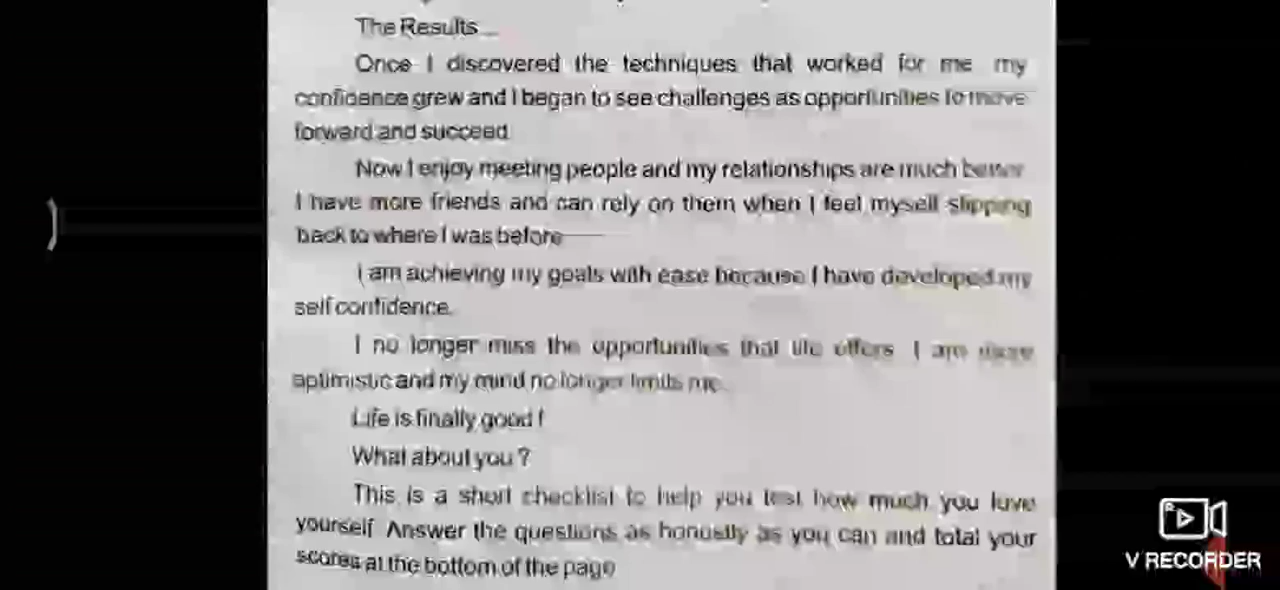 The Results ...
Once I discovered the techniques that worked for me my
confidence grew and I began to see challenges as opportunities to move
forward and succeed.
Now I enjoy meeting people and my relationships are much better
I have more friends and can rely on them when I feel myself slipping
back to where I was before
I am achieving my goals with ease because I have developed my
self confidence.
I no longer miss the opportunities that life offers I am more
optimistic and my mind no longer limits me.
Life is finally good !
What about you ?
This is a short checklist to help you test how much you love
yourself Answer the questions as honestly as you can and total your
scores at the bottom of the page
V RECORDER